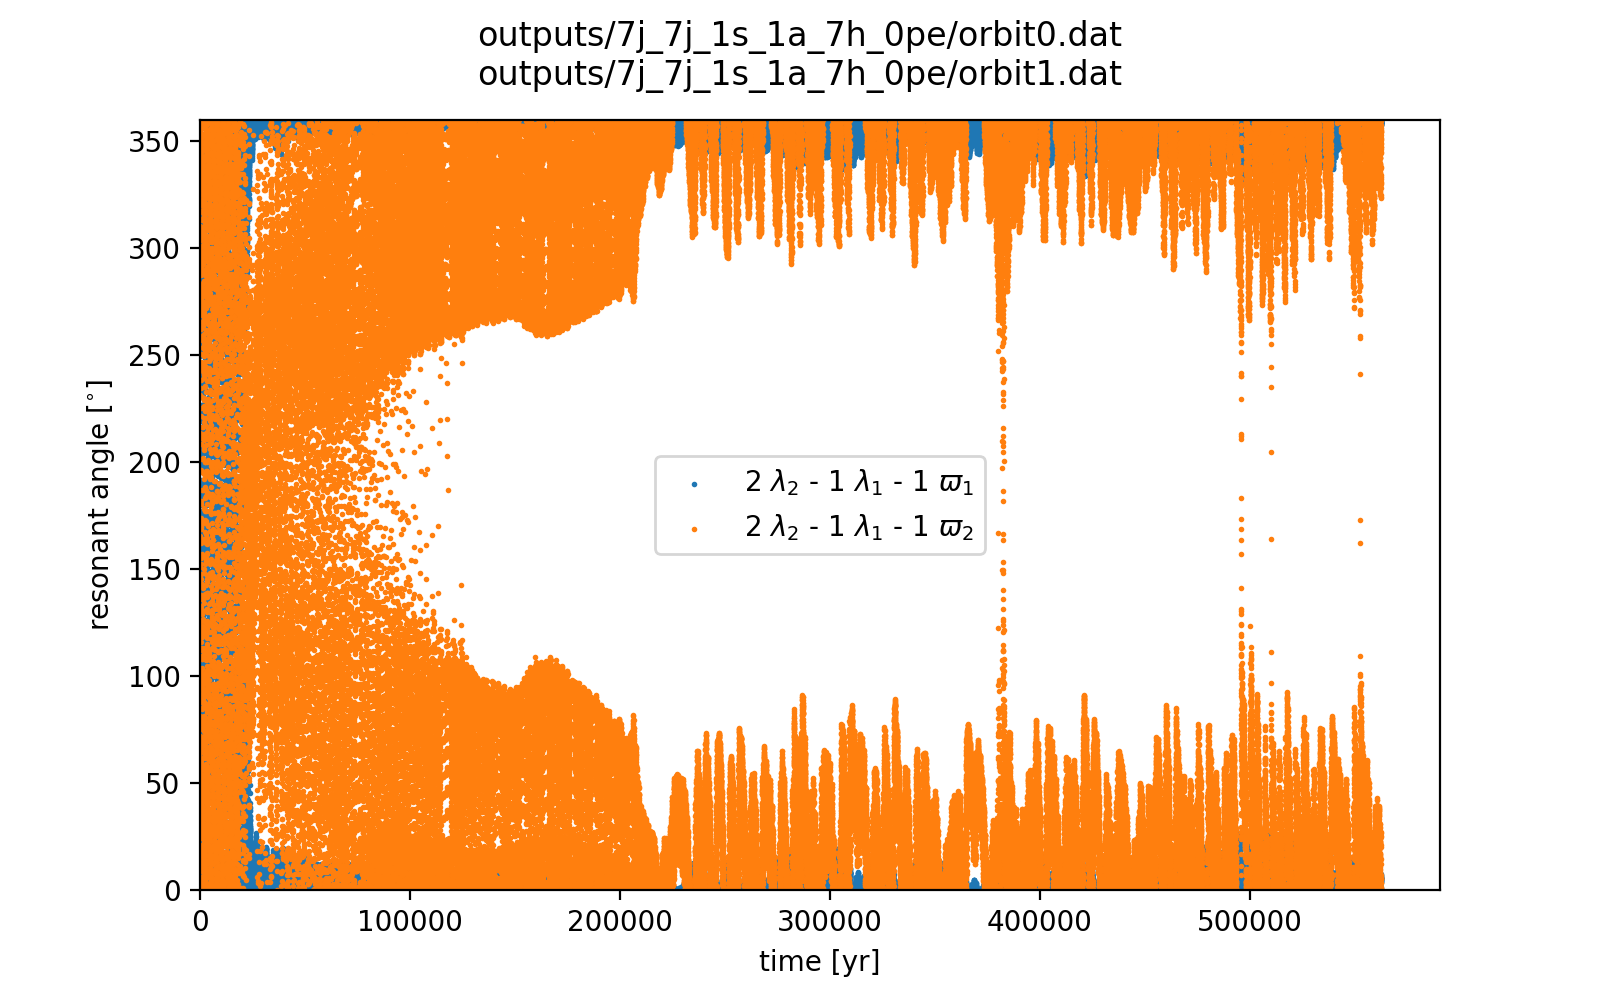 outputs/7j_7j_1s_1a_7h_0pe/orbit0.dat
outputs/7j_7j_1s_1a_7h_0pe/orbit1.dat
350
300
250
200
150
100
50
0
resonant angle [°]
2 λ₂ - 1 λ₁ - 1 ϖ₁
2 λ₂ - 1 λ₁ - 1 ϖ₂
0 100000 200000 300000 400000 500000
time [yr]